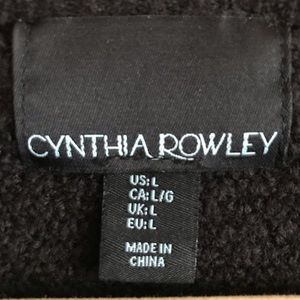 CYNTHIA ROWLEY
US: L
CA: L/G
UK: L
EU: L
MADE IN
CHINA